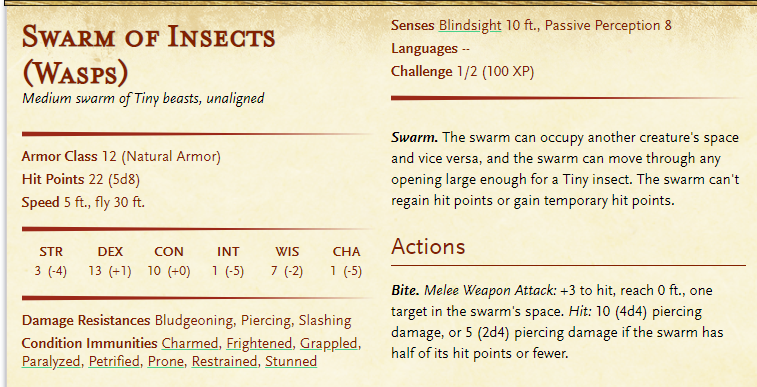 Swarm of Insects
(Wasps)
Medium swarm of Tiny beasts, unaligned
Armor Class 12 (Natural Armor)
Hit Points 22 (5d8)
Speed 5 ft., fly 30 ft.
STR DEX CON INT WIS CHA
3 (-4) 13 (+1) 10 (+0) 1 (-5) 7 (-2) 1 (-5)
Damage Resistances Bludgeoning, Piercing, Slashing
Condition Immunities Charmed, Frightened, Grappled,
Paralyzed, Petrified, Prone, Restrained, Stunned
Senses Blindsight 10 ft., Passive Perception 8
Languages --
Challenge 1/2 (100 XP)
Swarm. The swarm can occupy another creature's space
and vice versa, and the swarm can move through any
opening large enough for a Tiny insect. The swarm can't
regain hit points or gain temporary hit points.
Actions
Bite. Melee Weapon Attack: +3 to hit, reach 0 ft., one
target in the swarm's space. Hit: 10 (4d4) piercing
damage, or 5 (2d4) piercing damage if the swarm has
half of its hit points or fewer.